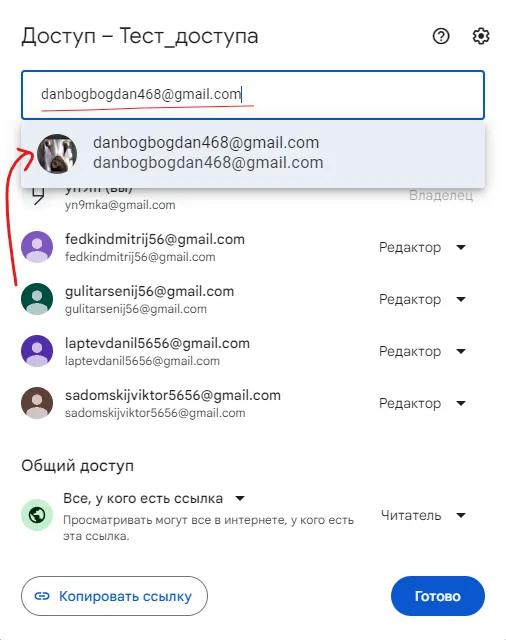 Доступ – Тест_доступа
danbogbogdan468@gmail.com
danbogbogdan468@gmail.com
danbogbogdan468@gmail.com
yn9m (вы)
Владелец
yn9mka@gmail.com
fedkindmitrij56@gmail.com
Редактор
fedkindmitrij56@gmail.com
gulitarsenij56@gmail.com
Редактор
gulitarsenij56@gmail.com
laptevdanil5656@gmail.com
Редактор
laptevdanil5656@gmail.com
sadomskijviktor5656@gmail.com
Редактор
sadomskijviktor5656@gmail.com
Общий доступ
Все, у кого есть ссылка
Просматривать могут все в интернете, у кого есть
Читатель
эта ссылка.
Копировать ссылку
Готово